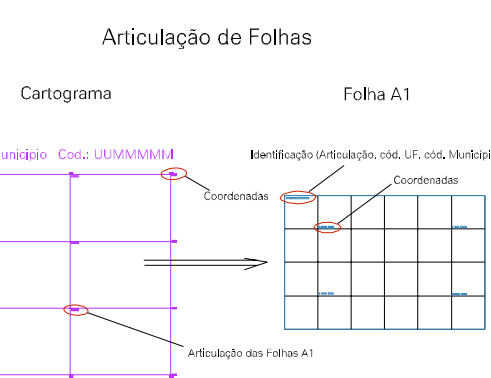 Articulação de Folhas
Cartograma
Folha A1
unicípio Cod.: UUMMMMM
Identificação (Articulação, cód. UF, cód. Municípi
Coordenadas
Coordenadas
Articulação das Folhas A1